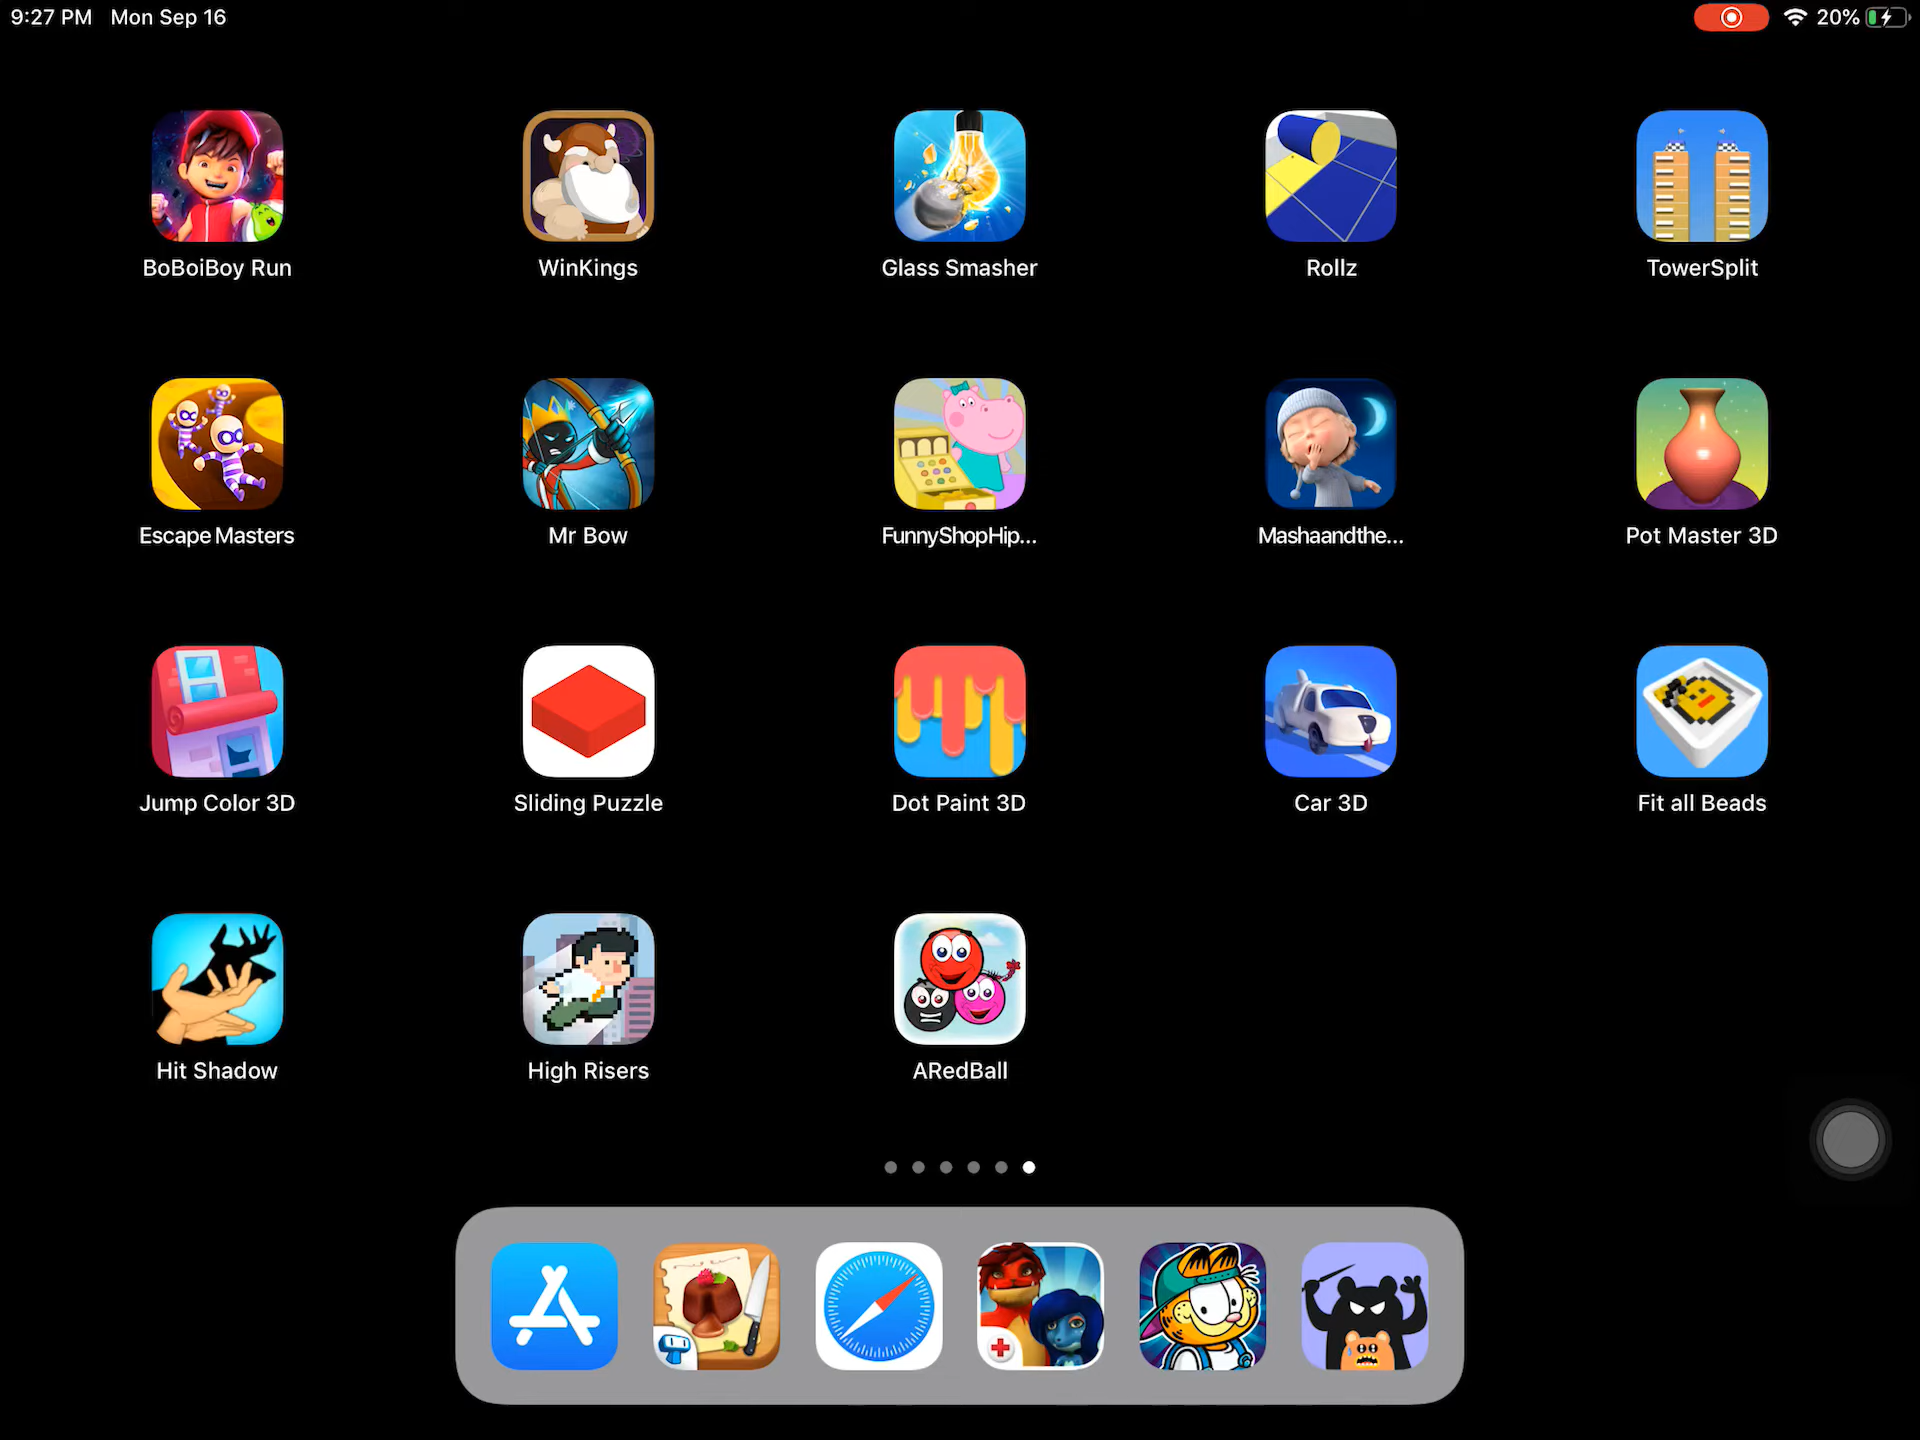 9:27 PM Mon Sep 16
20%
BoBoiBoy Run
WinKings
Glass Smasher
Rollz
TowerSplit
Escape Masters
Mr Bow
FunnyShopHip...
Mashaandthe...
Pot Master 3D
Jump Color 3D
Sliding Puzzle
Dot Paint 3D
Car 3D
Fit all Beads
Hit Shadow
High Risers
ARedBall